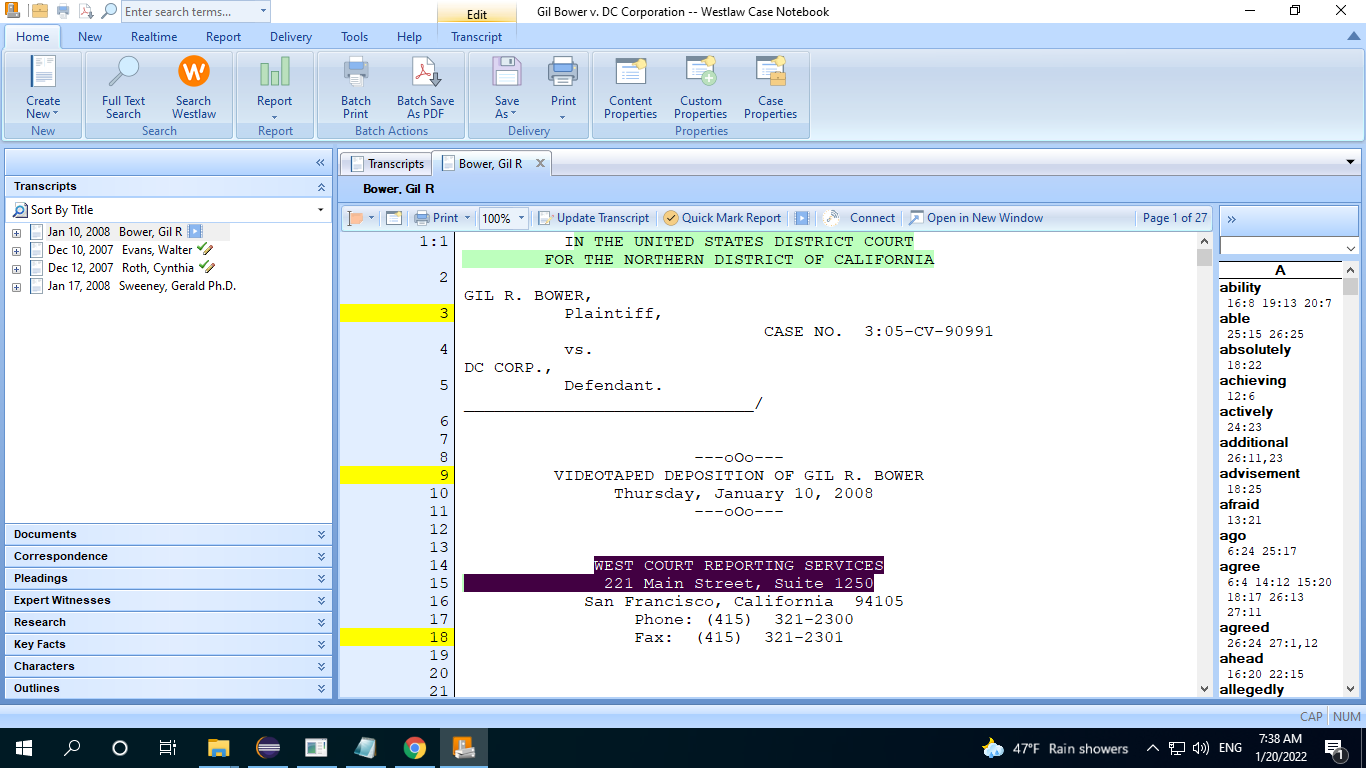 Enter search terms...
Edit
Gil Bower v. DC Corporation -- Westlaw Case Notebook
Home New Realtime Report Delivery Tools Help Transcript
Create New
Full Text Search
Search Westlaw
Report
Batch Print
Batch Save As PDF
Save As
Print
Content Properties
Custom Properties
Case Properties
New Search Report Batch Actions Delivery Properties
Transcripts
Sort By Title
Jan 10, 2008 Bower, Gil R
Dec 10, 2007 Evans, Walter
Dec 12, 2007 Roth, Cynthia
Jan 17, 2008 Sweeney, Gerald Ph.D.
Documents
Correspondence
Pleadings
Expert Witnesses
Research
Key Facts
Characters
Outlines
Transcripts Bower, Gil R
Bower, Gil R
Print 100% Update Transcript Quick Mark Report Connect Open in New Window Page 1 of 27
1:1 IN THE UNITED STATES DISTRICT COURT
FOR THE NORTHERN DISTRICT OF CALIFORNIA
2
GIL R. BOWER,
3 Plaintiff,
CASE NO. 3:05-CV-90991
4 vs.
DC CORP.,
5 Defendant.
_____________________________/
6
7
8 ---oOo---
9 VIDEOTAPED DEPOSITION OF GIL R. BOWER
10 Thursday, January 10, 2008
11 ---oOo---
12
13
14 WEST COURT REPORTING SERVICES
15 221 Main Street, Suite 1250
16 San Francisco, California 94105
17 Phone: (415) 321-2300
18 Fax: (415) 321-2301
19
20
21
A
ability
16:8 19:13 20:7
able
25:15 26:25
absolutely
18:22
achieving
12:6
actively
24:23
additional
26:11,23
advisement
18:25
afraid
13:21
ago
6:24 25:17
agree
6:4 14:12 15:20
18:17 26:13
27:11
agreed
26:24 27:1,12
ahead
16:20 22:15
allegedly
CAP NUM
47°F Rain showers
ENG
7:38 AM
1/20/2022
1